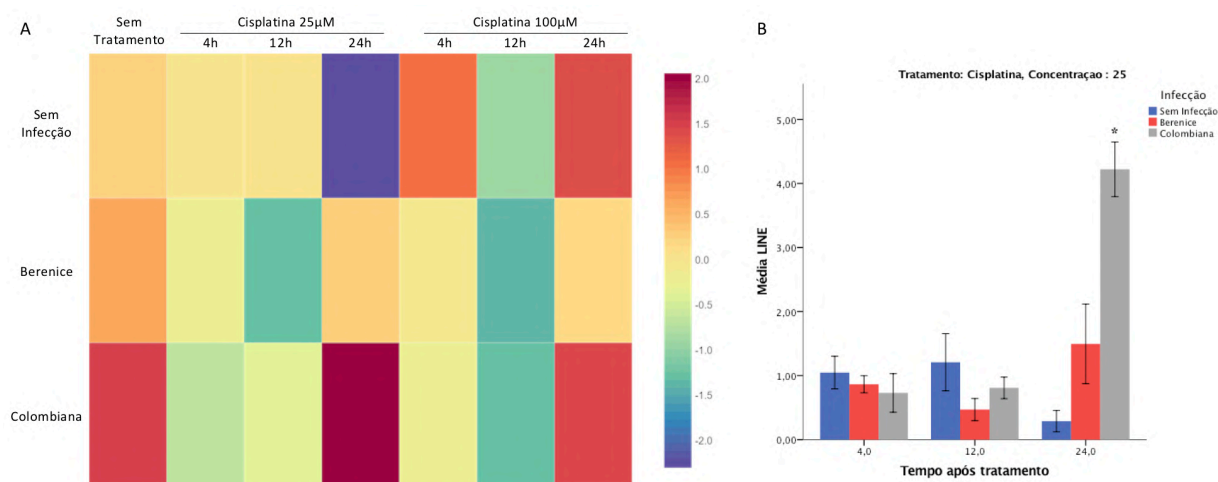 A
Sem
Tratamento
Cisplatina 25µM
Cisplatina 100µM
4h
12h
24h
4h
12h
24h
Sem
Infecção
Berenice
Colombiana
2.0
1.5
1.0
0.5
0.0
-0.5
-1.0
-1.5
-2.0
B
Tratamento: Cisplatina, Concentraçao : 25
Infecção
Sem Infecção
Berenice
Colombiana
*
Média LINE
5,00
4,00
3,00
2,00
1,00
0,00
4,0
12,0
24,0
Tempo após tratamento